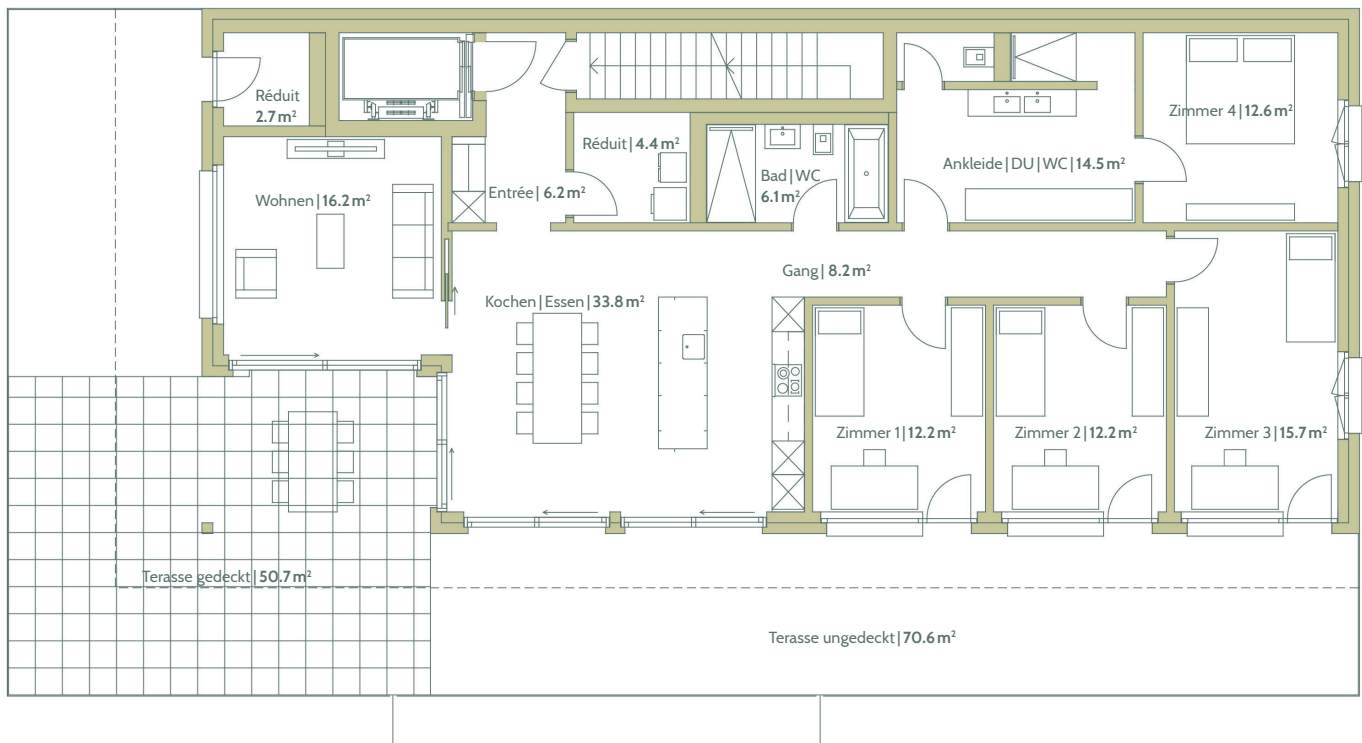 Réduit
2.7 m²
Zimmer 4 | 12.6 m²
Réduit | 4.4 m²
Ankleide | DU | WC | 14.5 m²
Bad | WC
6.1 m²
Entrée | 6.2 m²
Wohnen | 16.2 m²
Gang | 8.2 m²
Kochen | Essen | 33.8 m²
Zimmer 1 | 12.2 m²
Zimmer 2 | 12.2 m²
Zimmer 3 | 15.7 m²
Terasse gedeckt | 50.7 m²
Terasse ungedeckt | 70.6 m²